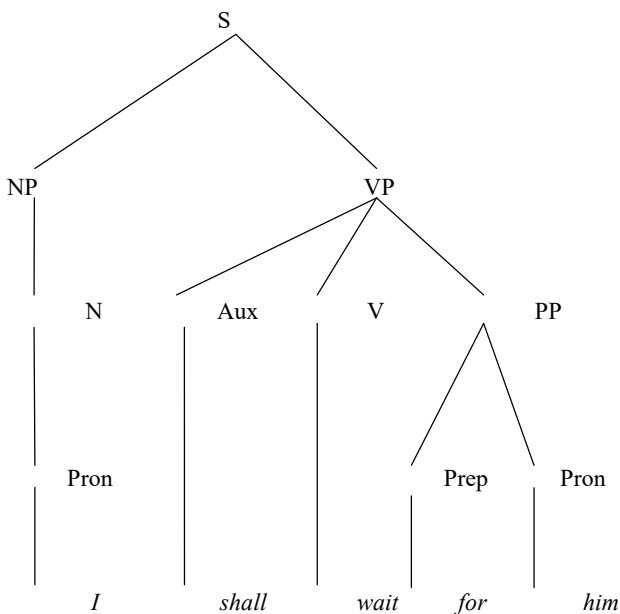 S
NP VP
N Aux V PP
Pron Prep Pron
I shall wait for him